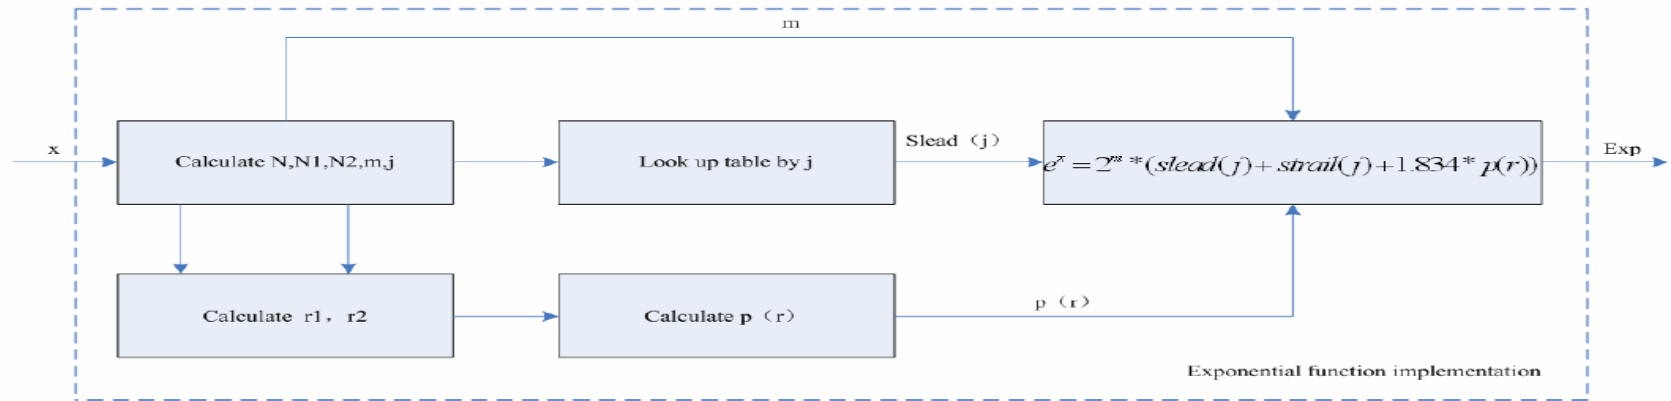 m
x
Calculate N,N1,N2,m,j
Look up table by j
Slead (j)
e^x = 2^m *(slead(j)+strail(j)+1.834* p(r))
Exp
Calculate r1, r2
Calculate p (r)
p (r)
Exponential function implementation